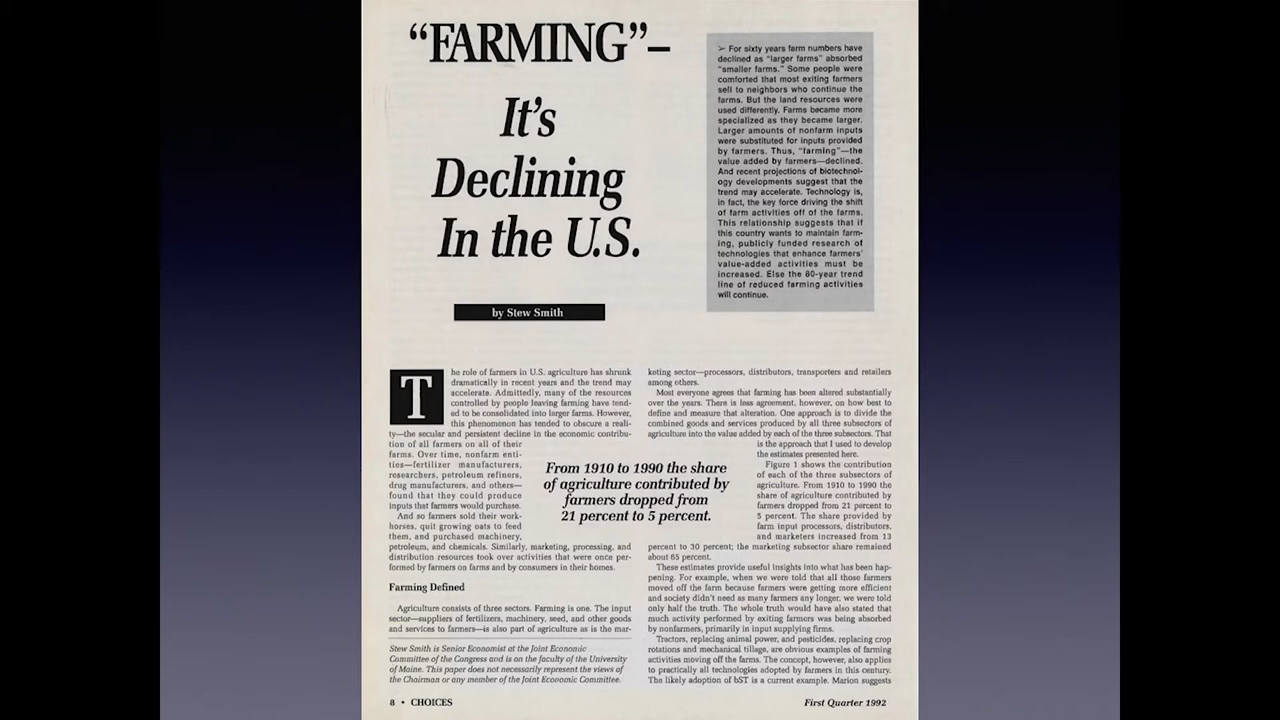 “FARMING”–
It’s
Declining
In the U.S.
by Stew Smith
➢ For sixty years farm numbers have
declined as “larger farms” absorbed
“smaller farms.” Some people were
comforted that most exiting farmers
sell to neighbors who continue the
farms. But the land resources were
used differently. Farms became more
specialized as they became larger.
Larger amounts of nonfarm inputs
were substituted for inputs provided
by farmers. Thus, “farming”—the
value added by farmers—declined.
And recent projections of biotechnol-
ogy developments suggest that the
trend may accelerate. Technology is,
in fact, the key force driving the shift
of farm activities off of the farms.
This relationship suggests that if
this country wants to maintain farm-
ing, publicly funded research of
technologies that enhance farmers’
value-added activities must be
increased. Else the 80-year trend
line of reduced farming activities
will continue.
The role of farmers in U.S. agriculture has shrunk
dramatically in recent years and the trend may
accelerate. Admittedly, many of the resources
controlled by people leaving farming have tend-
ed to be consolidated into larger farms. However,
this phenomenon has tended to obscure a reali-
ty—the secular and persistent decline in the economic contribu-
tion of all farmers on all of their
farms. Over time, nonfarm enti-
ties—fertilizer manufacturers,
researchers, petroleum refiners,
drug manufacturers, and others—
found that they could produce
inputs that farmers would purchase.
And so farmers sold their work-
horses, quit growing oats to feed
them, and purchased machinery,
petroleum, and chemicals. Similarly, marketing, processing, and
distribution resources took over activities that were once per-
formed by farmers on farms and by consumers in their homes.
Farming Defined
Agriculture consists of three sectors. Farming is one. The input
sector—suppliers of fertilizers, machinery, seed, and other goods
and services to farmers—is also part of agriculture as is the mar-
Stew Smith is Senior Economist at the Joint Economic
Committee of the Congress and is on the faculty of the University
of Maine. This paper does not necessarily represent the views of
the Chairman or any member of the Joint Economic Committee.
From 1910 to 1990 the share
of agriculture contributed by
farmers dropped from
21 percent to 5 percent.
keting sector—processors, distributors, transporters and retailers
among others.
Most everyone agrees that farming has been altered substantially
over the years. There is less agreement, however, on how best to
define and measure that alteration. One approach is to divide the
combined goods and services produced by all three subsectors of
agriculture into the value added by each of the three subsectors. That
is the approach that I used to develop
the estimates presented here.
Figure 1 shows the contribution
of each of the three subsectors of
agriculture. From 1910 to 1990 the
share of agriculture contributed by
farmers dropped from 21 percent to
5 percent. The share provided by
farm input processors, distributors,
and marketers increased from 13
percent to 30 percent; the marketing subsector share remained
about 65 percent.
These estimates provide useful insights into what has been hap-
pening. For example, when we were told that all those farmers
moved off the farm because farmers were getting more efficient
and society didn’t need as many farmers any longer, we were told
only half the truth. The whole truth would have also stated that
much activity performed by exiting farmers was being absorbed
by nonfarmers, primarily in input supplying firms.
Tractors, replacing animal power, and pesticides, replacing crop
rotations and mechanical tillage, are obvious examples of farming
activities moving off the farms. The concept, however, also applies
to practically all technologies adopted by farmers in this century.
The likely adoption of bST is a current example. Marion suggests
8 • CHOICES
First Quarter 1992